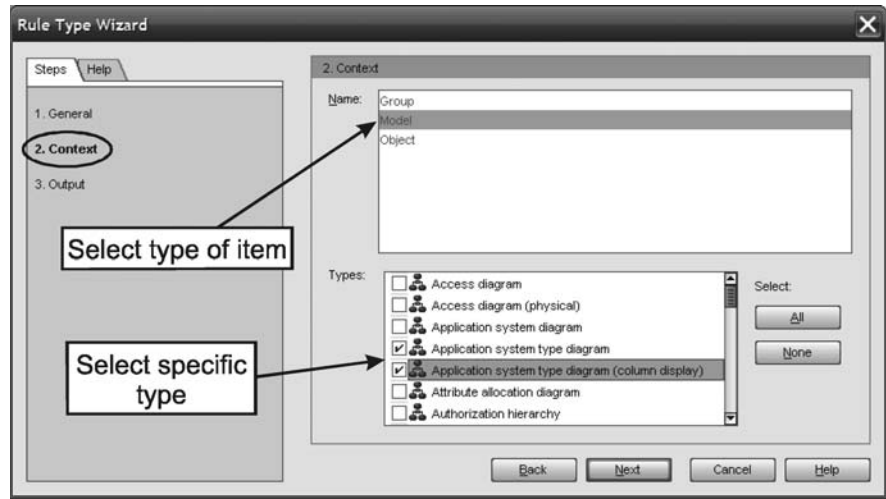 Rule Type Wizard
Steps Help
1. General
2. Context
3. Output
2. Context
Name:
Group
Model
Object
Select type of item
Types:
Access diagram
Access diagram (physical)
Application system diagram
Application system type diagram
Application system type diagram (column display)
Attribute allocation diagram
Authorization hierarchy
Select:
All
None
Select specific
type
Back Next Cancel Help